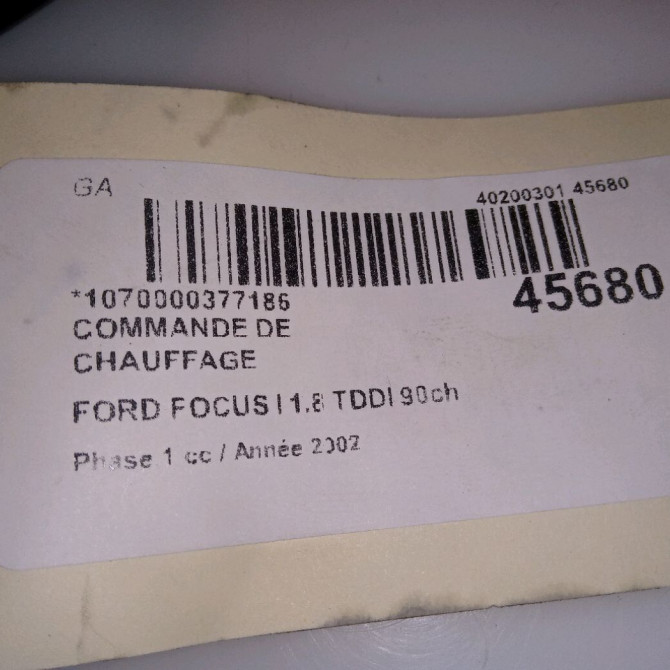 GA
40200301 45680
*1070000377186
45680
COMMANDE DE
CHAUFFAGE
FORD FOCUS I 1.8 TDDI 90ch
Phase 1 cc / Année 2002